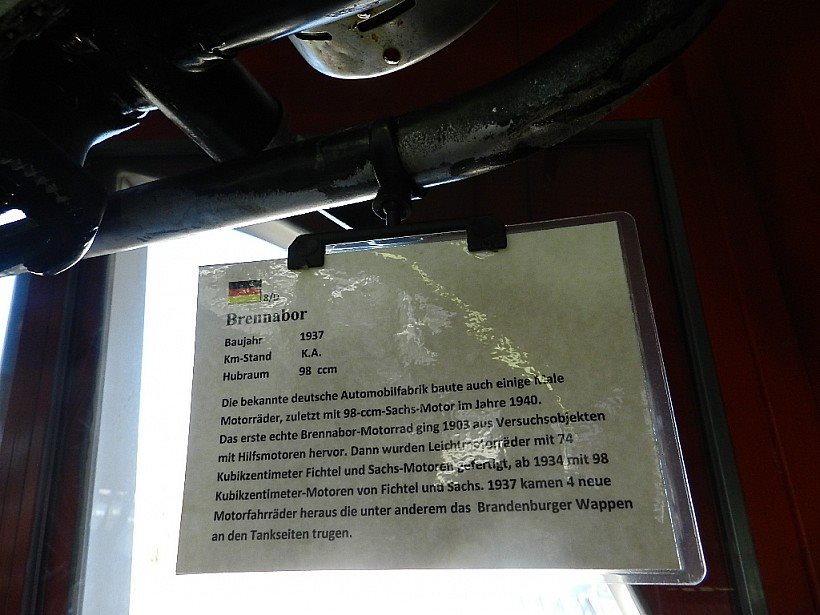 8/D
Brennabor
Baujahr 1937
Km-Stand K.A.
Hubraum 98 ccm
Die bekannte deutsche Automobilfabrik baute auch einige Male
Motorräder, zuletzt mit 98-ccm-Sachs-Motor im Jahre 1940.
Das erste echte Brennabor-Motorrad ging 1903 aus Versuchsobjekten
mit Hilfsmotoren hervor. Dann wurden Leichtmotorräder mit 74
Kubikzentimeter Fichtel und Sachs-Motoren gefertigt, ab 1934 mit 98
Kubikzentimeter-Motoren von Fichtel und Sachs. 1937 kamen 4 neue
Motorfahrräder heraus die unter anderem das Brandenburger Wappen
an den Tankseiten trugen.